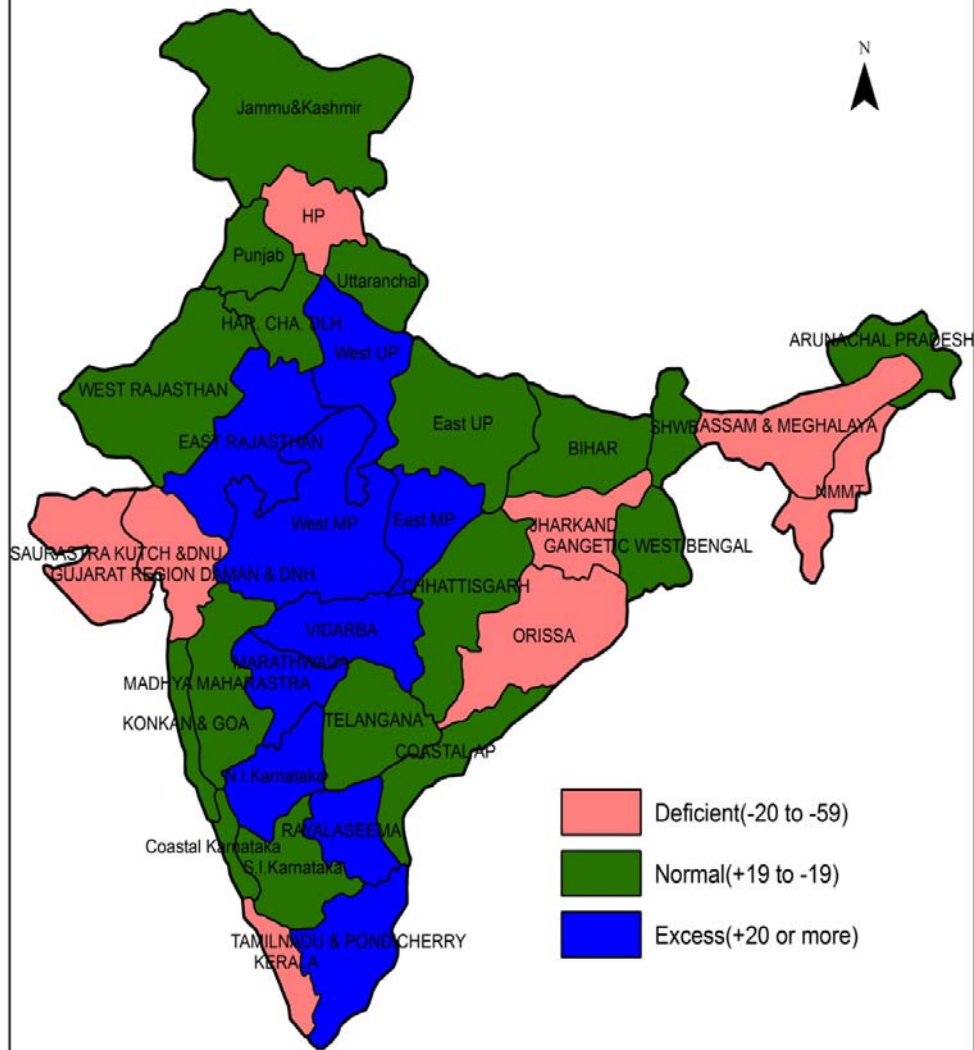 N
Jammu&Kashmir
HP
Punjab
Uttaranchal
HAR. CHA. DLH.
West UP
ARUNACHAL PRADESH
WEST RAJASTHAN
East UP
SHWB
ASSAM & MEGHALAYA
EAST RAJASTHAN
BIHAR
NMMT
West MP
East MP
JHARKAND
GANGETIC WEST BENGAL
SAURASTRA KUTCH &DNU
GUJARAT REGION DAMAN & DNH
CHHATTISGARH
VIDARBA
ORISSA
MARATHWADA
MADHYA MAHARASTRA
KONKAN & GOA
TELANGANA
COASTAL AP
N.I.Karnataka
RAYALASEEMA
Coastal Karnataka
S.I.Karnataka
TAMILNADU & PONDICHERRY
KERALA
Deficient(-20 to -59)
Normal(+19 to -19)
Excess(+20 or more)